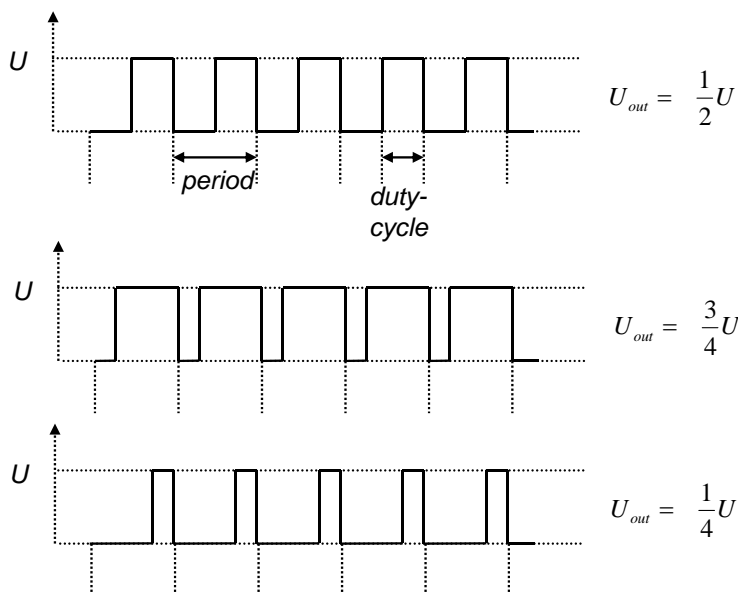 U
U_out = 1/2 U
period
duty-
cycle
U
U_out = 3/4 U
U
U_out = 1/4 U